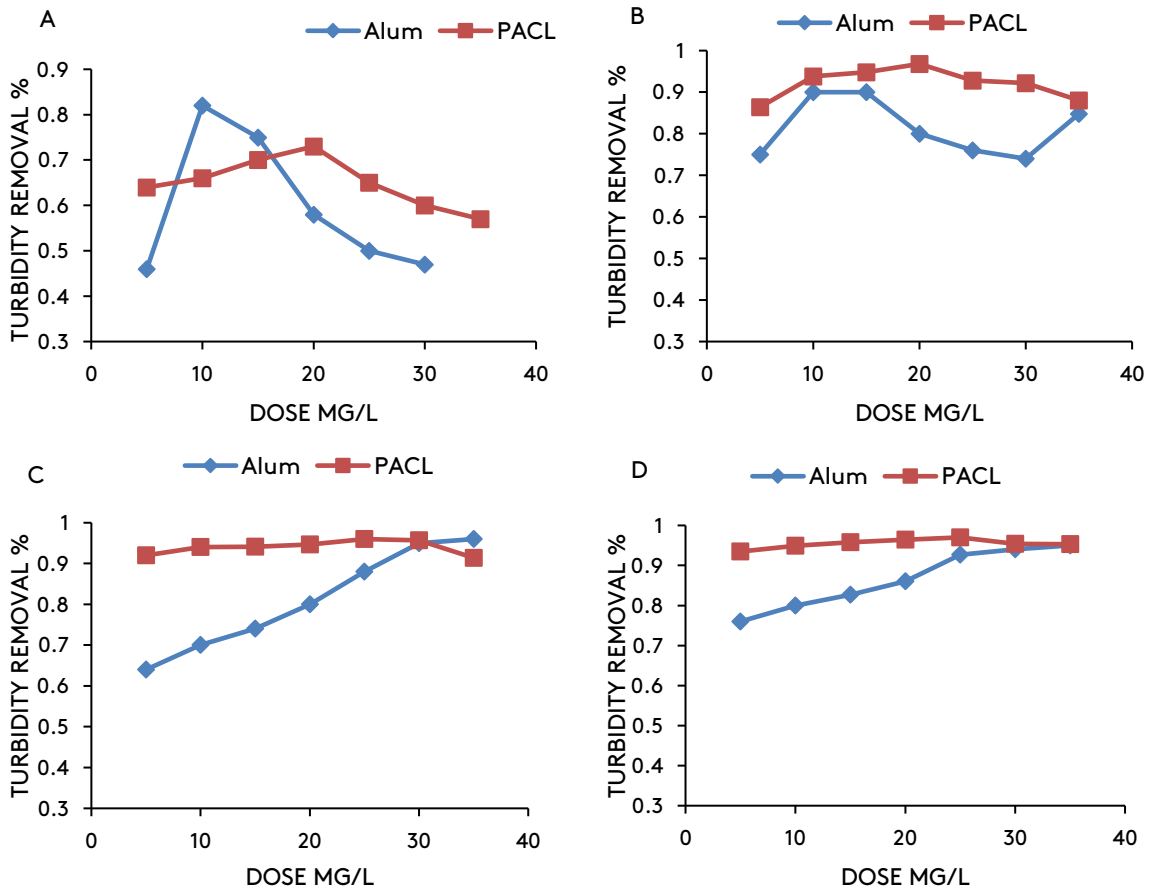 A
Alum PACL
TURBIDITY REMOVAL %
0.9
0.8
0.7
0.6
0.5
0.4
0.3
0 10 20 30 40
DOSE MG/L
B
Alum PACL
TURBIDITY REMOVAL %
1
0.9
0.8
0.7
0.6
0.5
0.4
0.3
0 10 20 30 40
DOSE MG/L
C
Alum PACL
TURBIDITY REMOVAL %
1
0.9
0.8
0.7
0.6
0.5
0.4
0.3
0 10 20 30 40
DOSE MG/L
D
Alum PACL
TURBIDITY REMOVAL %
1
0.9
0.8
0.7
0.6
0.5
0.4
0.3
0 10 20 30 40
DOSE MG/L